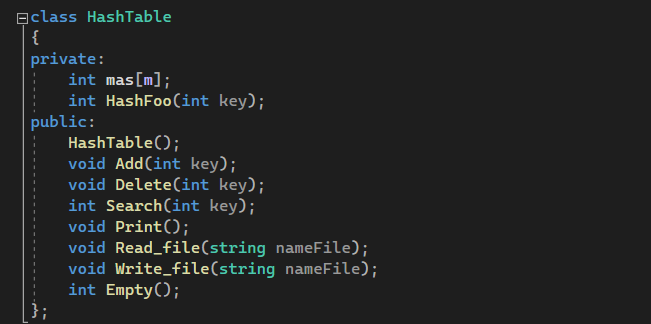 class HashTable
{
private:
    int mas[m];
    int HashFoo(int key);
public:
    HashTable();
    void Add(int key);
    void Delete(int key);
    int Search(int key);
    void Print();
    void Read_file(string nameFile);
    void Write_file(string nameFile);
    int Empty();
};